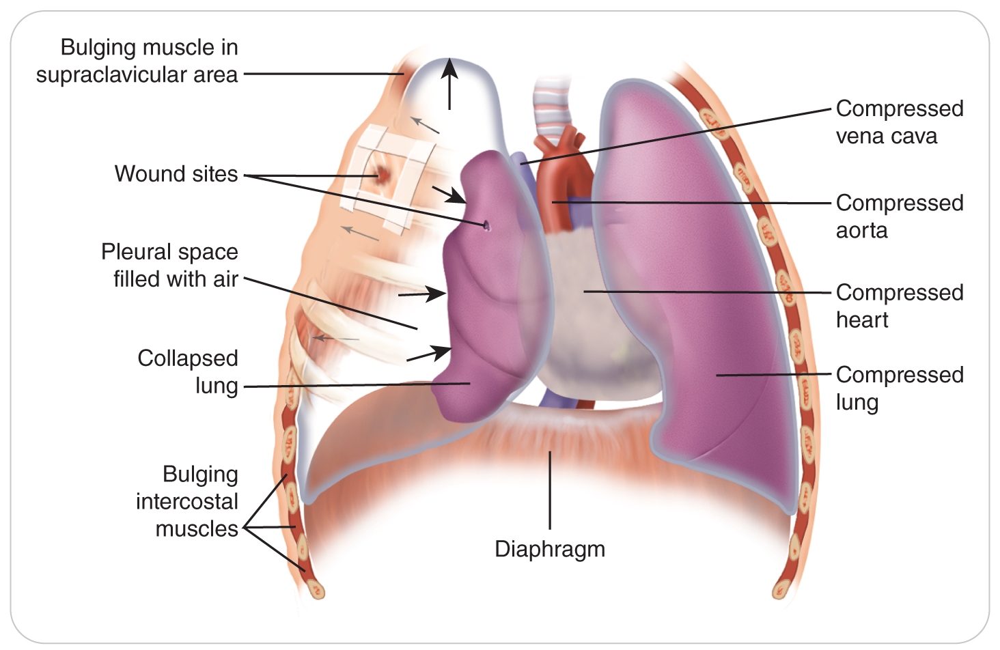 Bulging muscle in
supraclavicular area
Wound sites
Pleural space
filled with air
Collapsed
lung
Bulging
intercostal
muscles
Compressed
vena cava
Compressed
aorta
Compressed
heart
Compressed
lung
Diaphragm